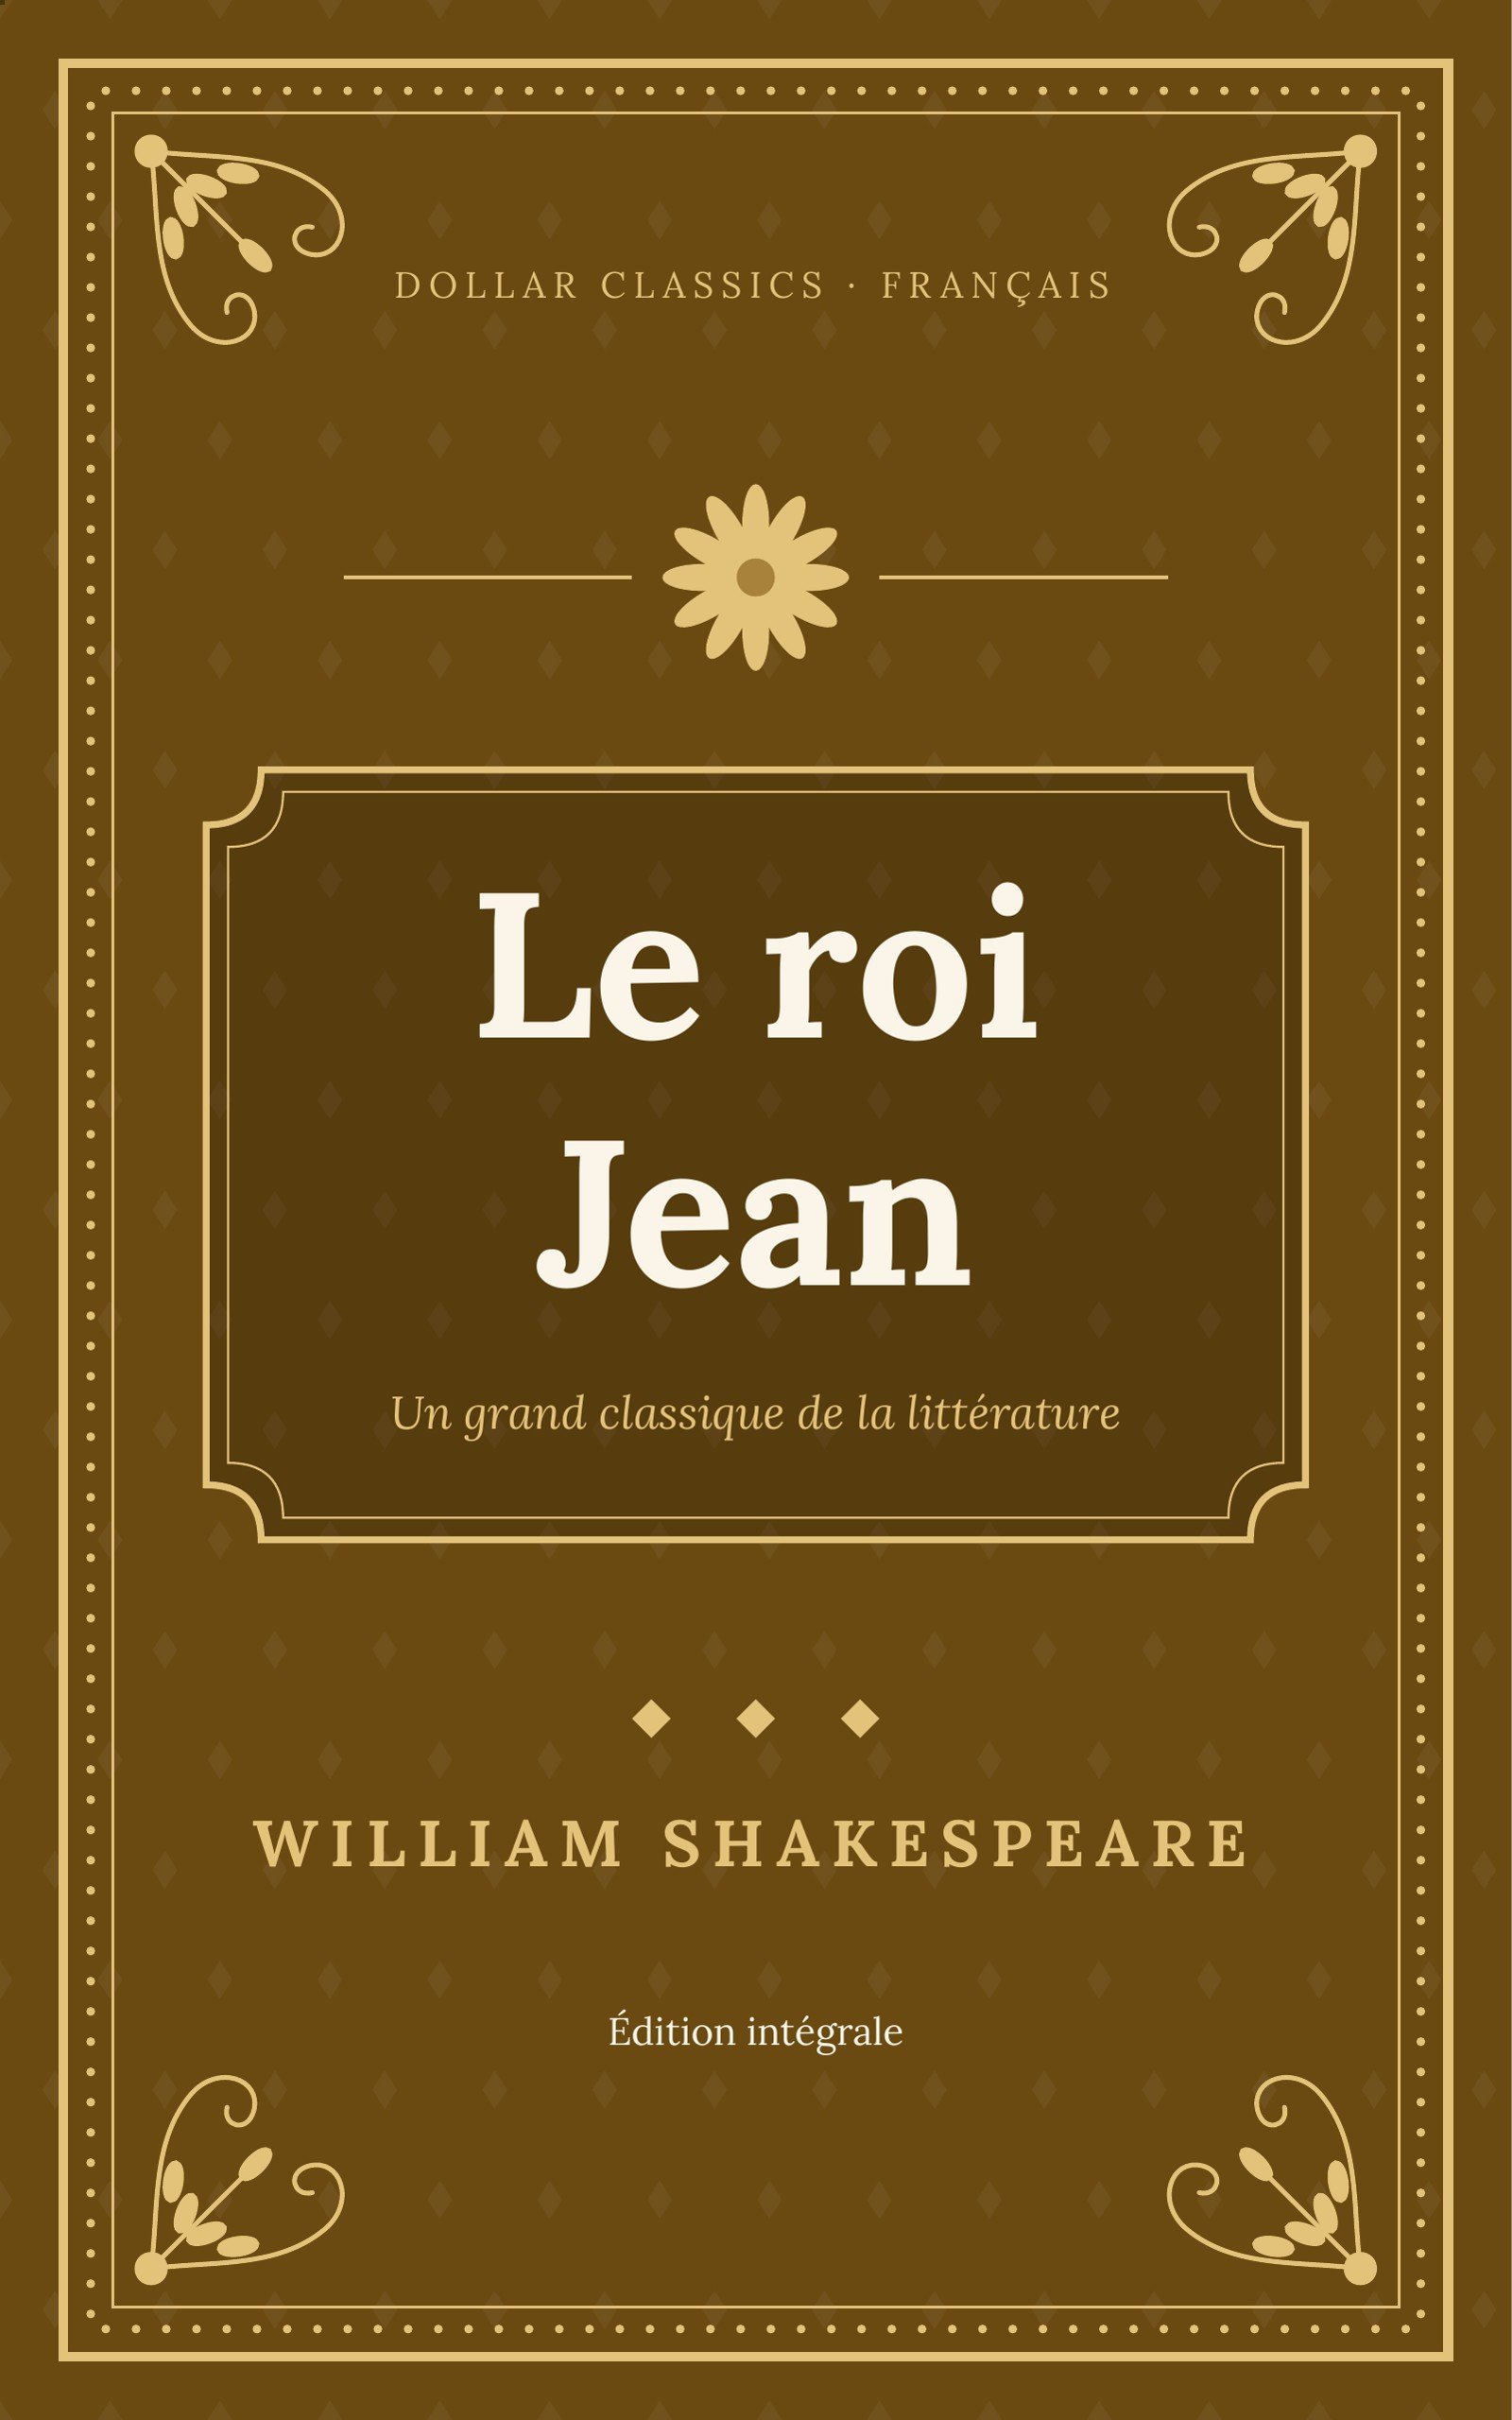 DOLLAR CLASSICS · FRANÇAIS
Le roi
Jean
Un grand classique de la littérature
WILLIAM SHAKESPEARE
Édition intégrale